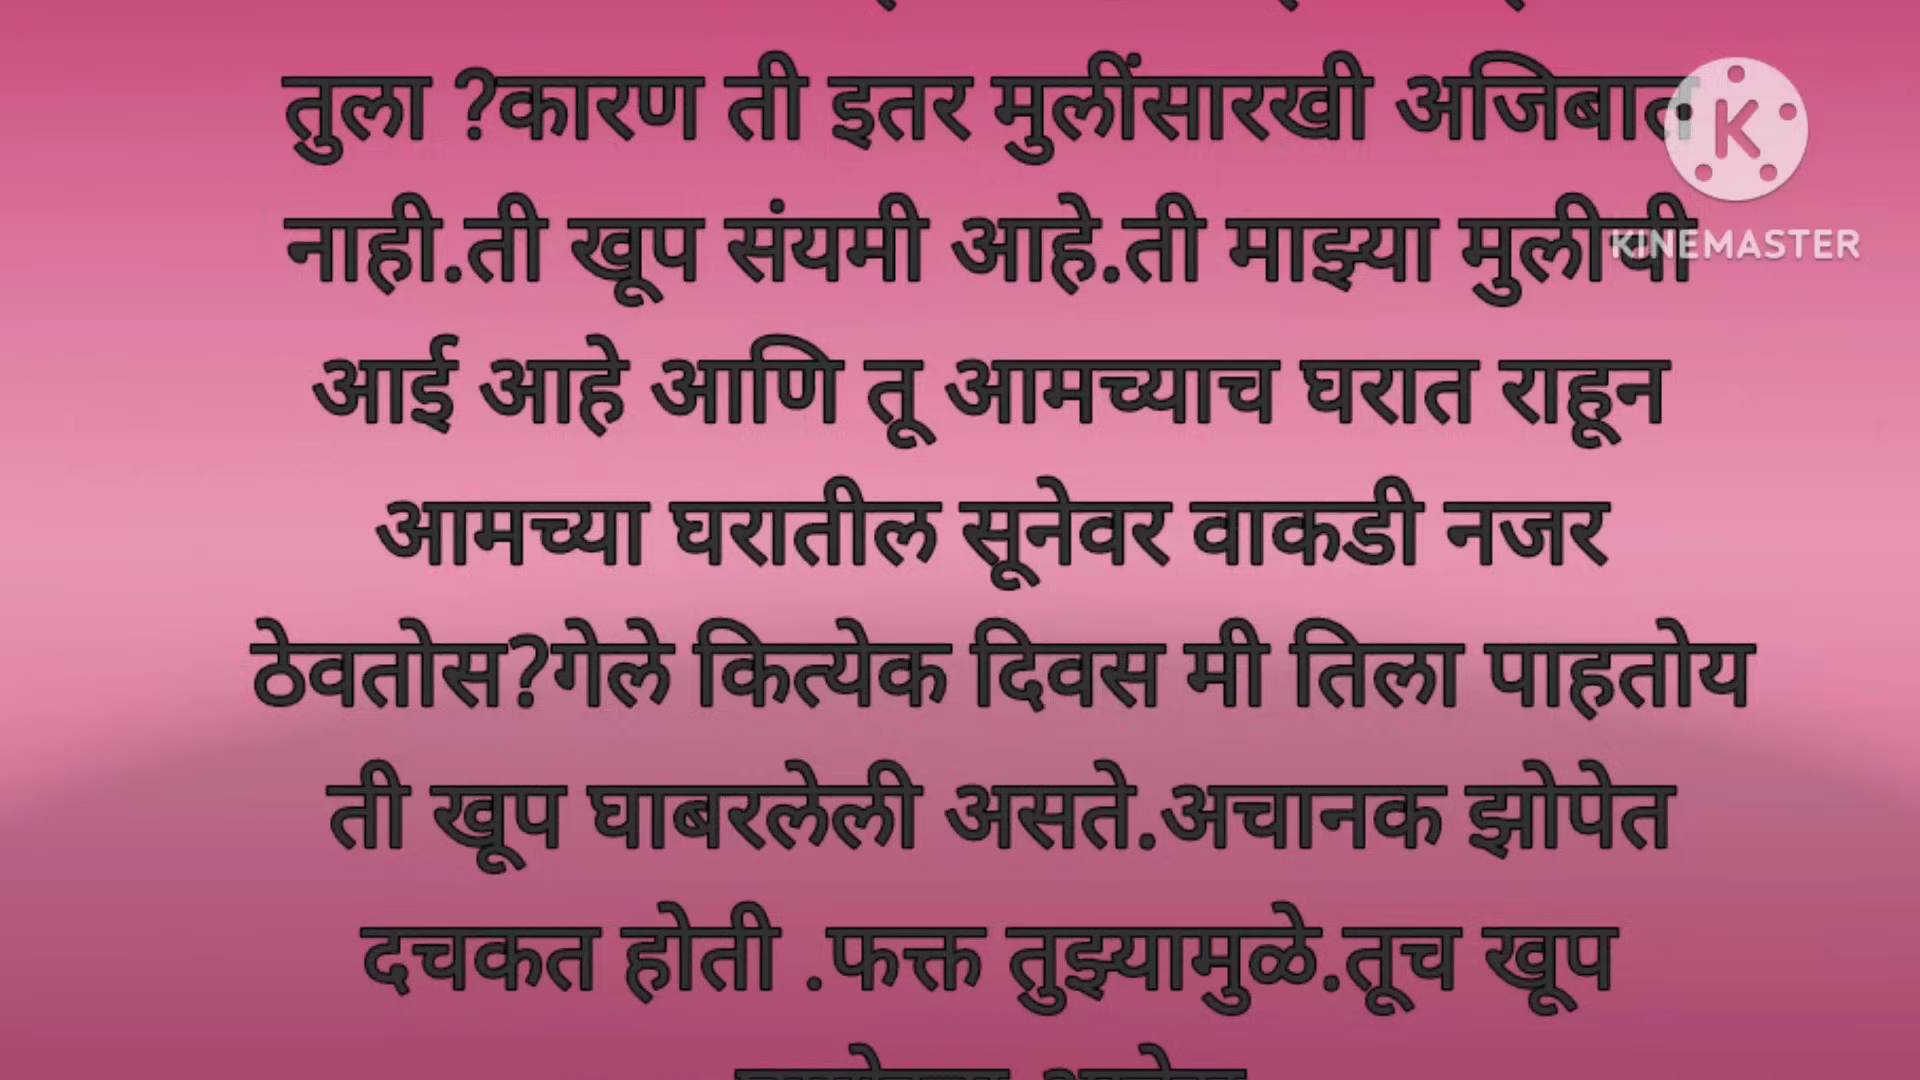 तुला ?कारण ती इतर मुलींसारखी अजिबात
नाही.ती खूप संयमी आहे.ती माझ्या मुलीची
आई आहे आणि तू आमच्याच घरात राहून
आमच्या घरातील सूनेवर वाकडी नजर
ठेवतोस?गेले कित्येक दिवस मी तिला पाहतोय
ती खूप घाबरलेली असते.अचानक झोपेत
दचकत होती .फक्त तुझ्यामुळे.तूच खूप
K
KINEMASTER